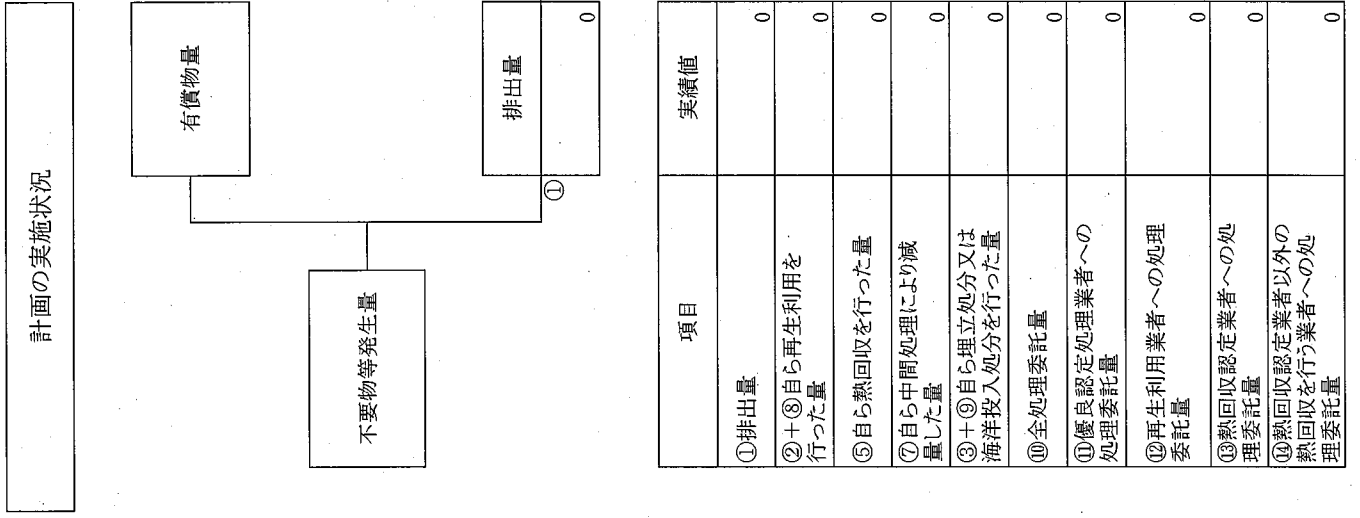 計画の実施状況
有償物量
不要物等発生量
①
排出量
0
項目
実績値
①排出量
0
②+⑧自ら再生利用を
行った量
0
⑤自ら熱回収を行った量
0
⑦自ら中間処理により減
量した量
0
③+⑨自ら埋立処分又は
海洋投入処分を行った量
0
⑩全処理委託量
0
⑪優良認定処理業者への
処理委託量
0
⑫再生利用業者への処理
委託量
0
⑬熱回収認定業者への処
理委託量
0
⑭熱回収認定業者以外の
熱回収を行う業者への処
理委託量
0